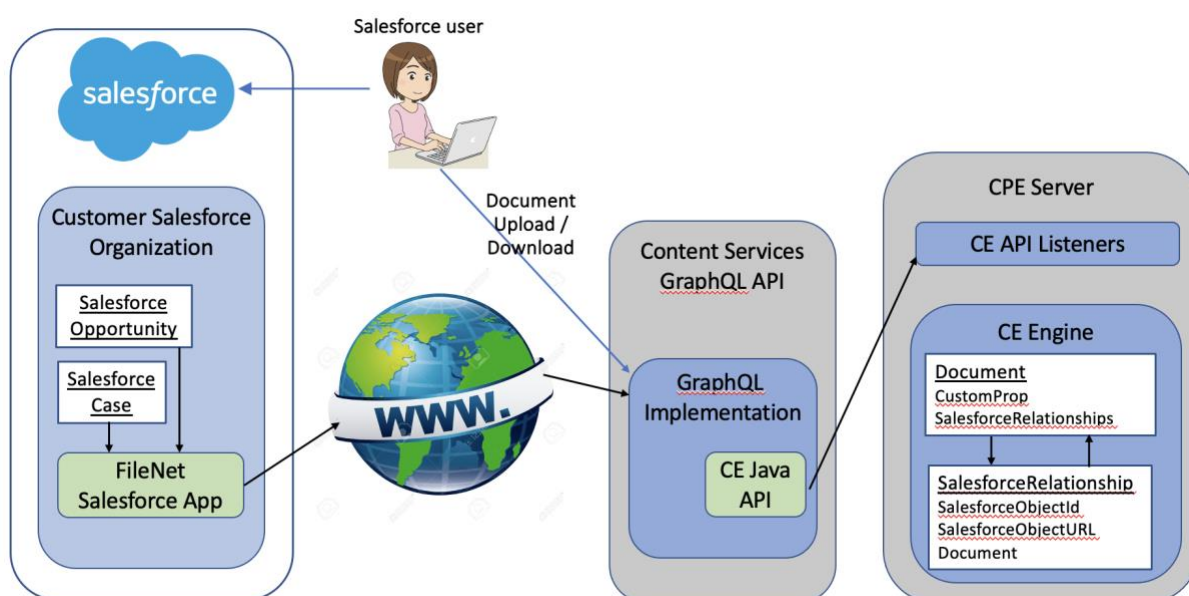 Salesforce user
salesforce
Customer Salesforce
Organization
Salesforce
Opportunity
Salesforce
Case
FileNet
Salesforce App
WWW.
Document
Upload /
Download
Content Services
GraphQL API
GraphQL
Implementation
CE Java
API
CPE Server
CE API Listeners
CE Engine
Document
CustomProp
SalesforceRelationships
SalesforceRelationship
SalesforceObjectId
SalesforceObjectURL
Document